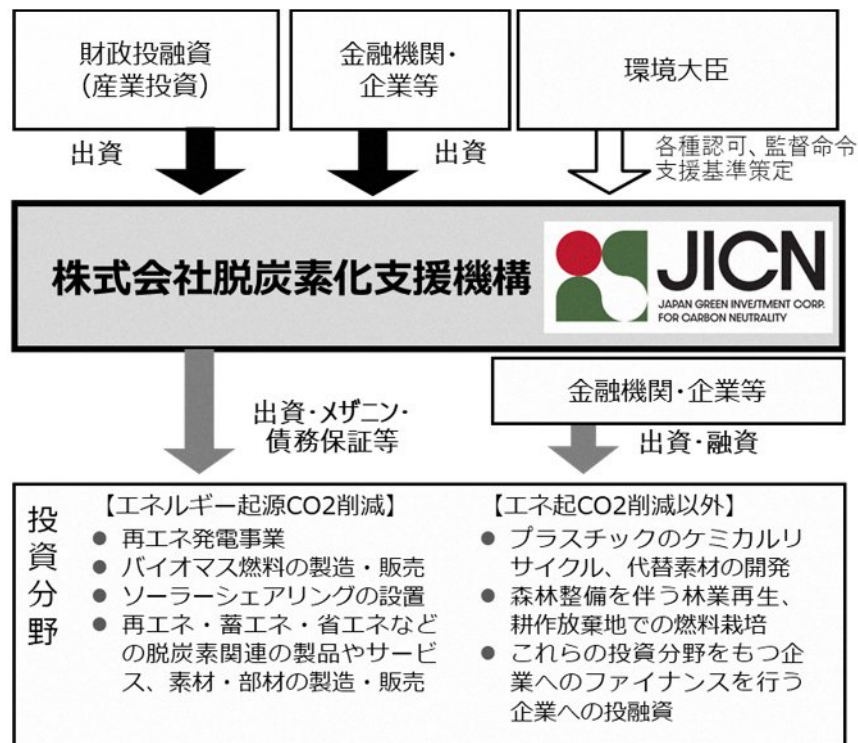 財政投融資
（産業投資）
金融機関・
企業等
環境大臣
出資
出資
各種認可、監督命令
支援基準策定
株式会社脱炭素化支援機構
JICN
JAPAN GREEN INVESTMENT CORP.
FOR CARBON NEUTRALITY
出資・メザニン・
債務保証等
金融機関・企業等
出資・融資
投資分野
【エネルギー起源CO2削減】
● 再エネ発電事業
● バイオマス燃料の製造・販売
● ソーラーシェアリングの設置
● 再エネ・蓄エネ・省エネなど
の脱炭素関連の製品やサービ
ス、素材・部材の製造・販売
【エネ起CO2削減以外】
● プラスチックのケミカルリ
サイクル、代替素材の開発
● 森林整備を伴う林業再生、
耕作放棄地での燃料栽培
● これらの投資分野をもつ企
業へのファイナンスを行う
企業への投融資